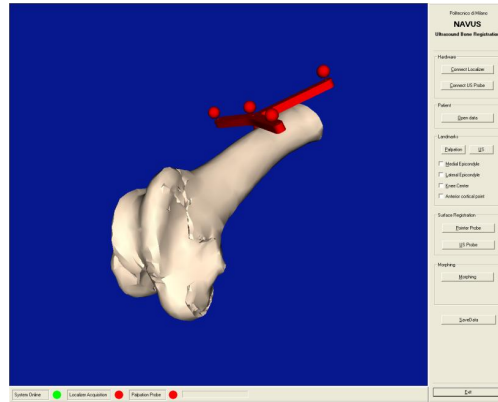 Politecnico di Milano
NAVUS
Ultrasound Bone Registration
Hardware
Connect Localizer
Connect US Probe
Patient
Open data
Landmarks
Palpation US
Medial Epicondyle
Lateral Epicondyle
Knee Centre
Anterior cortical point
Surface Registration
Pointer Probe
US Probe
Morphing
Morphing
SaveData
Exit
System Online Localizer Acquisition Palpation Probe